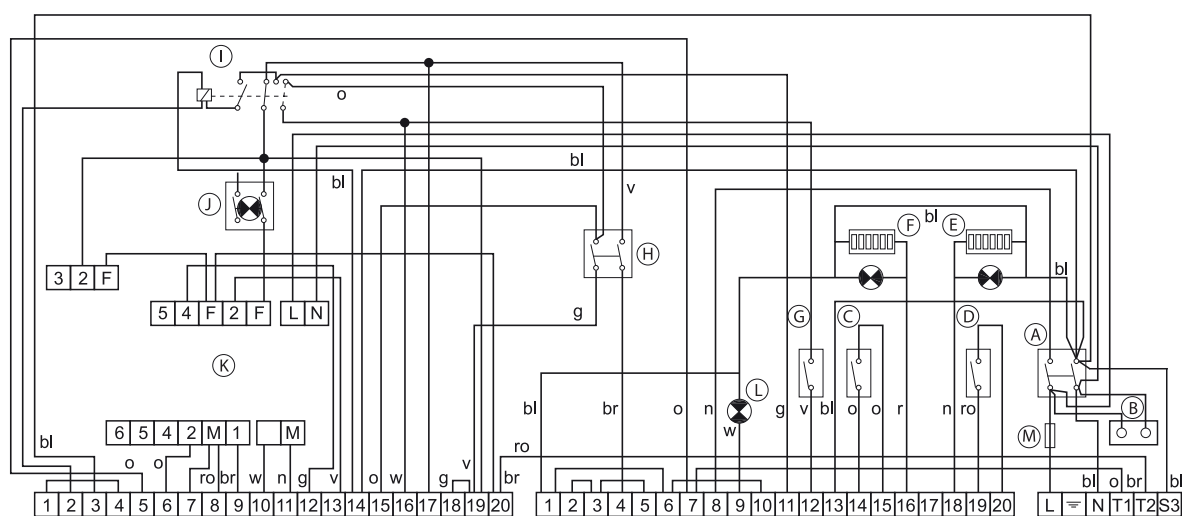 I
o
bl
bl
v
bl
J
F
E
H
bl
3 2 F
5 4 F 2 F L N
g
G C D A
K
L
B
bl br o n g v bl o o r n ro
6 5 4 2 M 1 M
w
M
bl
ro
o o ro br w n g v o w g v br
bl o br bl
1 2 3 4 5 6 7 8 9 10 11 12 13 14 15 16 17 18 19 20
1 2 3 4 5 6 7 8 9 10 11 12 13 14 15 16 17 18 19 20
L N T1 T2 S3